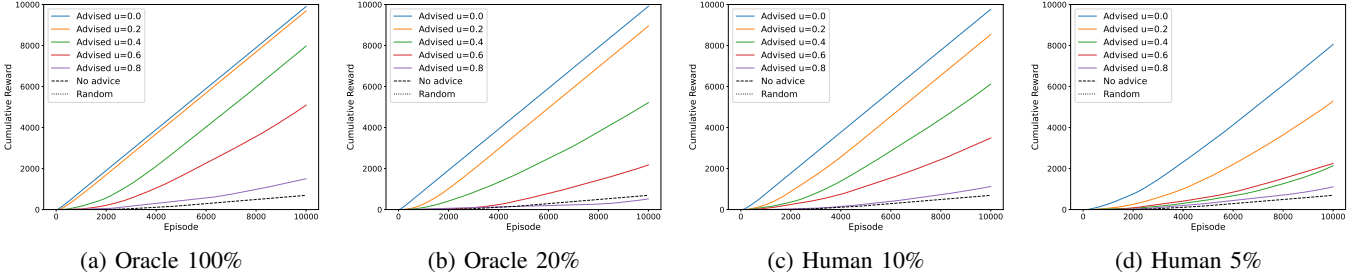 10000
8000
6000
4000
2000
0
Cumulative Reward
Advised u=0.0
Advised u=0.2
Advised u=0.4
Advised u=0.6
Advised u=0.8
No advice
Random
0 2000 4000 6000 8000 10000
Episode
(a) Oracle 100%
10000
8000
6000
4000
2000
0
Cumulative Reward
Advised u=0.0
Advised u=0.2
Advised u=0.4
Advised u=0.6
Advised u=0.8
No advice
Random
0 2000 4000 6000 8000 10000
Episode
(b) Oracle 20%
10000
8000
6000
4000
2000
0
Cumulative Reward
Advised u=0.0
Advised u=0.2
Advised u=0.4
Advised u=0.6
Advised u=0.8
No advice
Random
0 2000 4000 6000 8000 10000
Episode
(c) Human 10%
10000
8000
6000
4000
2000
0
Cumulative Reward
Advised u=0.0
Advised u=0.2
Advised u=0.4
Advised u=0.6
Advised u=0.8
No advice
Random
0 2000 4000 6000 8000 10000
Episode
(d) Human 5%